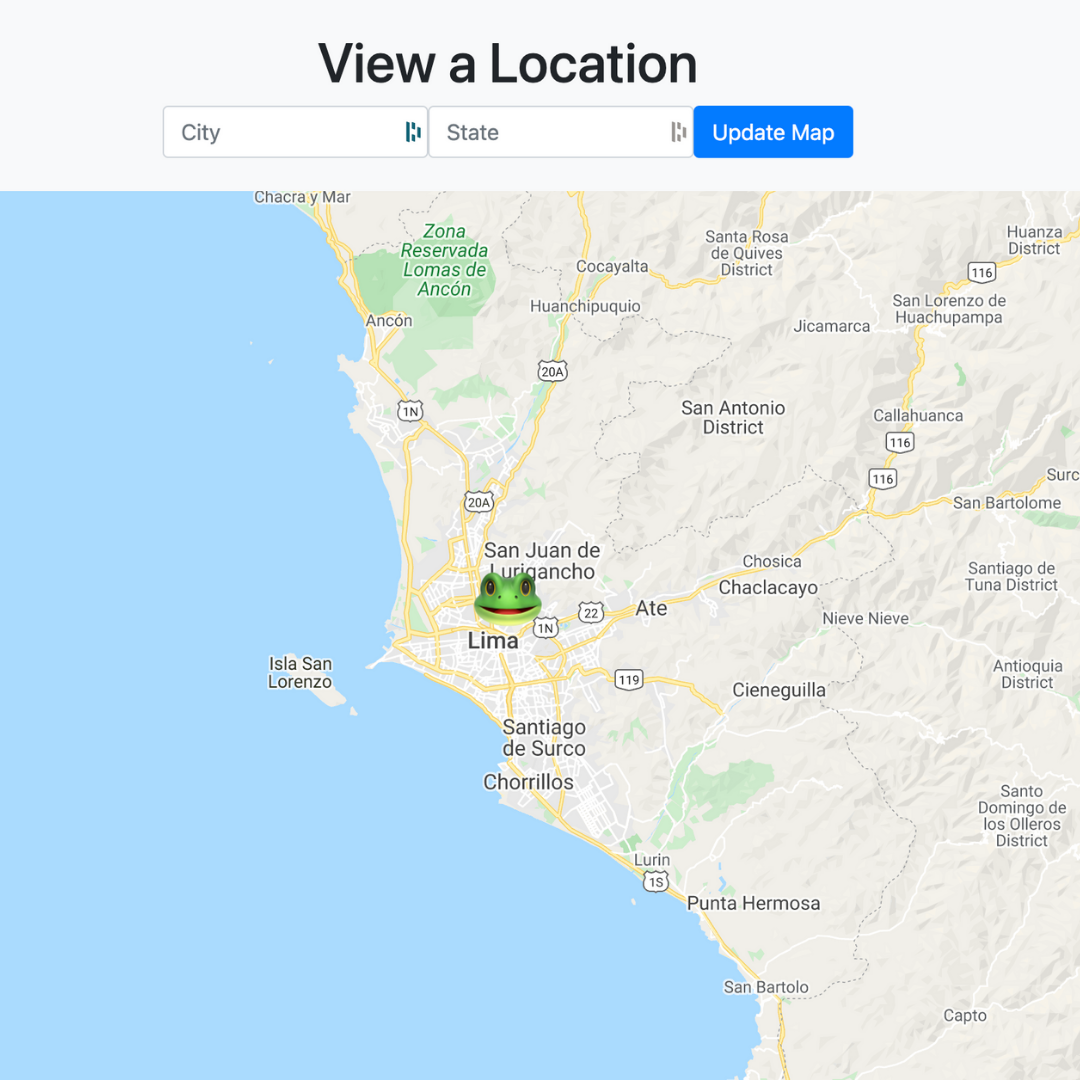 View a Location
City
State
Update Map
Chacra y Mar
Zona
Reservada
Lomas de
Ancón
Cocayalta
Santa Rosa
de Quives
District
Huanza
District
116
Huanchipuquio
San Lorenzo de
Huachupampa
Ancón
Jicamarca
20A
1N
San Antonio
District
Callahuanca
116
116
Surc
20A
San Bartolome
San Juan de
Lurigancho
Chosica
Chaclacayo
Santiago de
Tuna District
22
Ate
1N
Nieve Nieve
Lima
Isla San
Lorenzo
119
Antioquia
District
Cieneguilla
Santiago
de Surco
Chorrillos
Santo
Domingo de
los Olleros
District
Lurin
1S
Punta Hermosa
San Bartolo
Capto